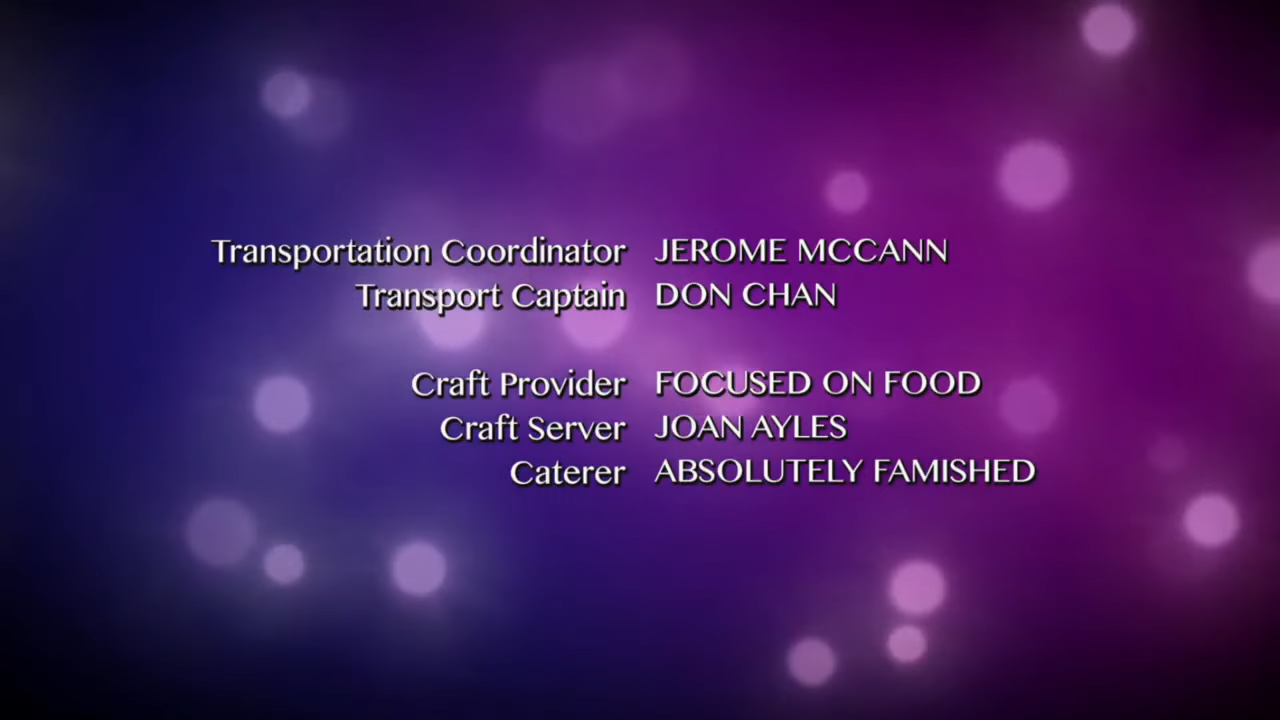 Transportation Coordinator JEROME MCCANN
Transport Captain DON CHAN
Craft Provider FOCUSED ON FOOD
Craft Server JOAN AYLES
Caterer ABSOLUTELY FAMISHED